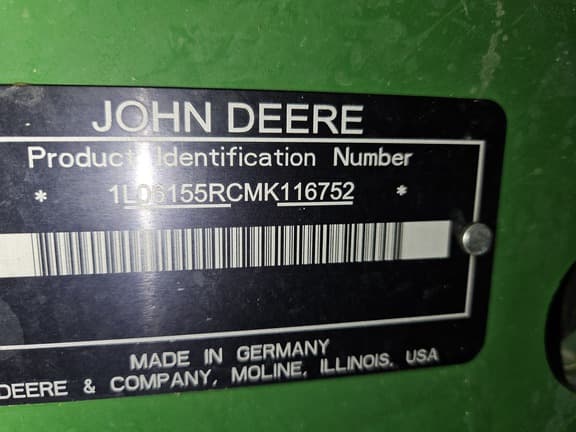 JOHN DEERE
Product Identification Number
* 1L06155RCMK116752 *
MADE IN GERMANY
DEERE & COMPANY, MOLINE, ILLINOIS, USA